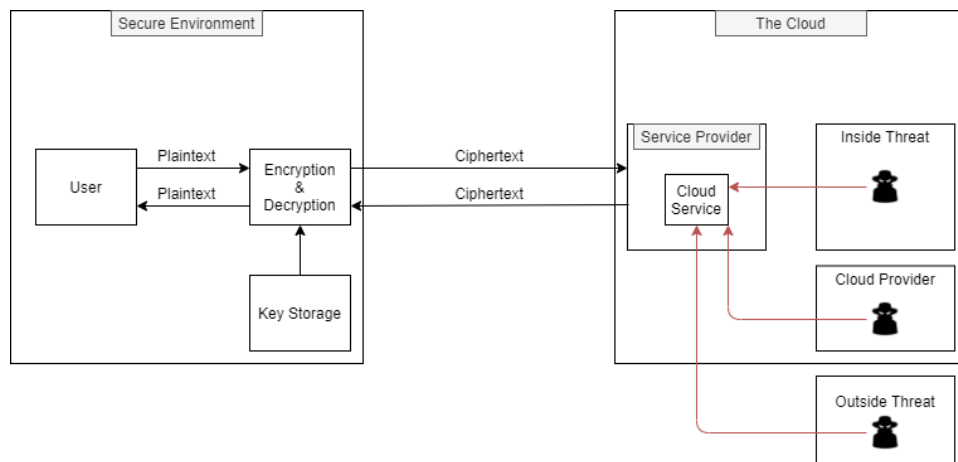 Secure Environment
The Cloud
Service Provider
Inside Threat
Plaintext
Ciphertext
User
Encryption
&
Decryption
Plaintext
Ciphertext
Cloud
Service
Key Storage
Cloud Provider
Outside Threat